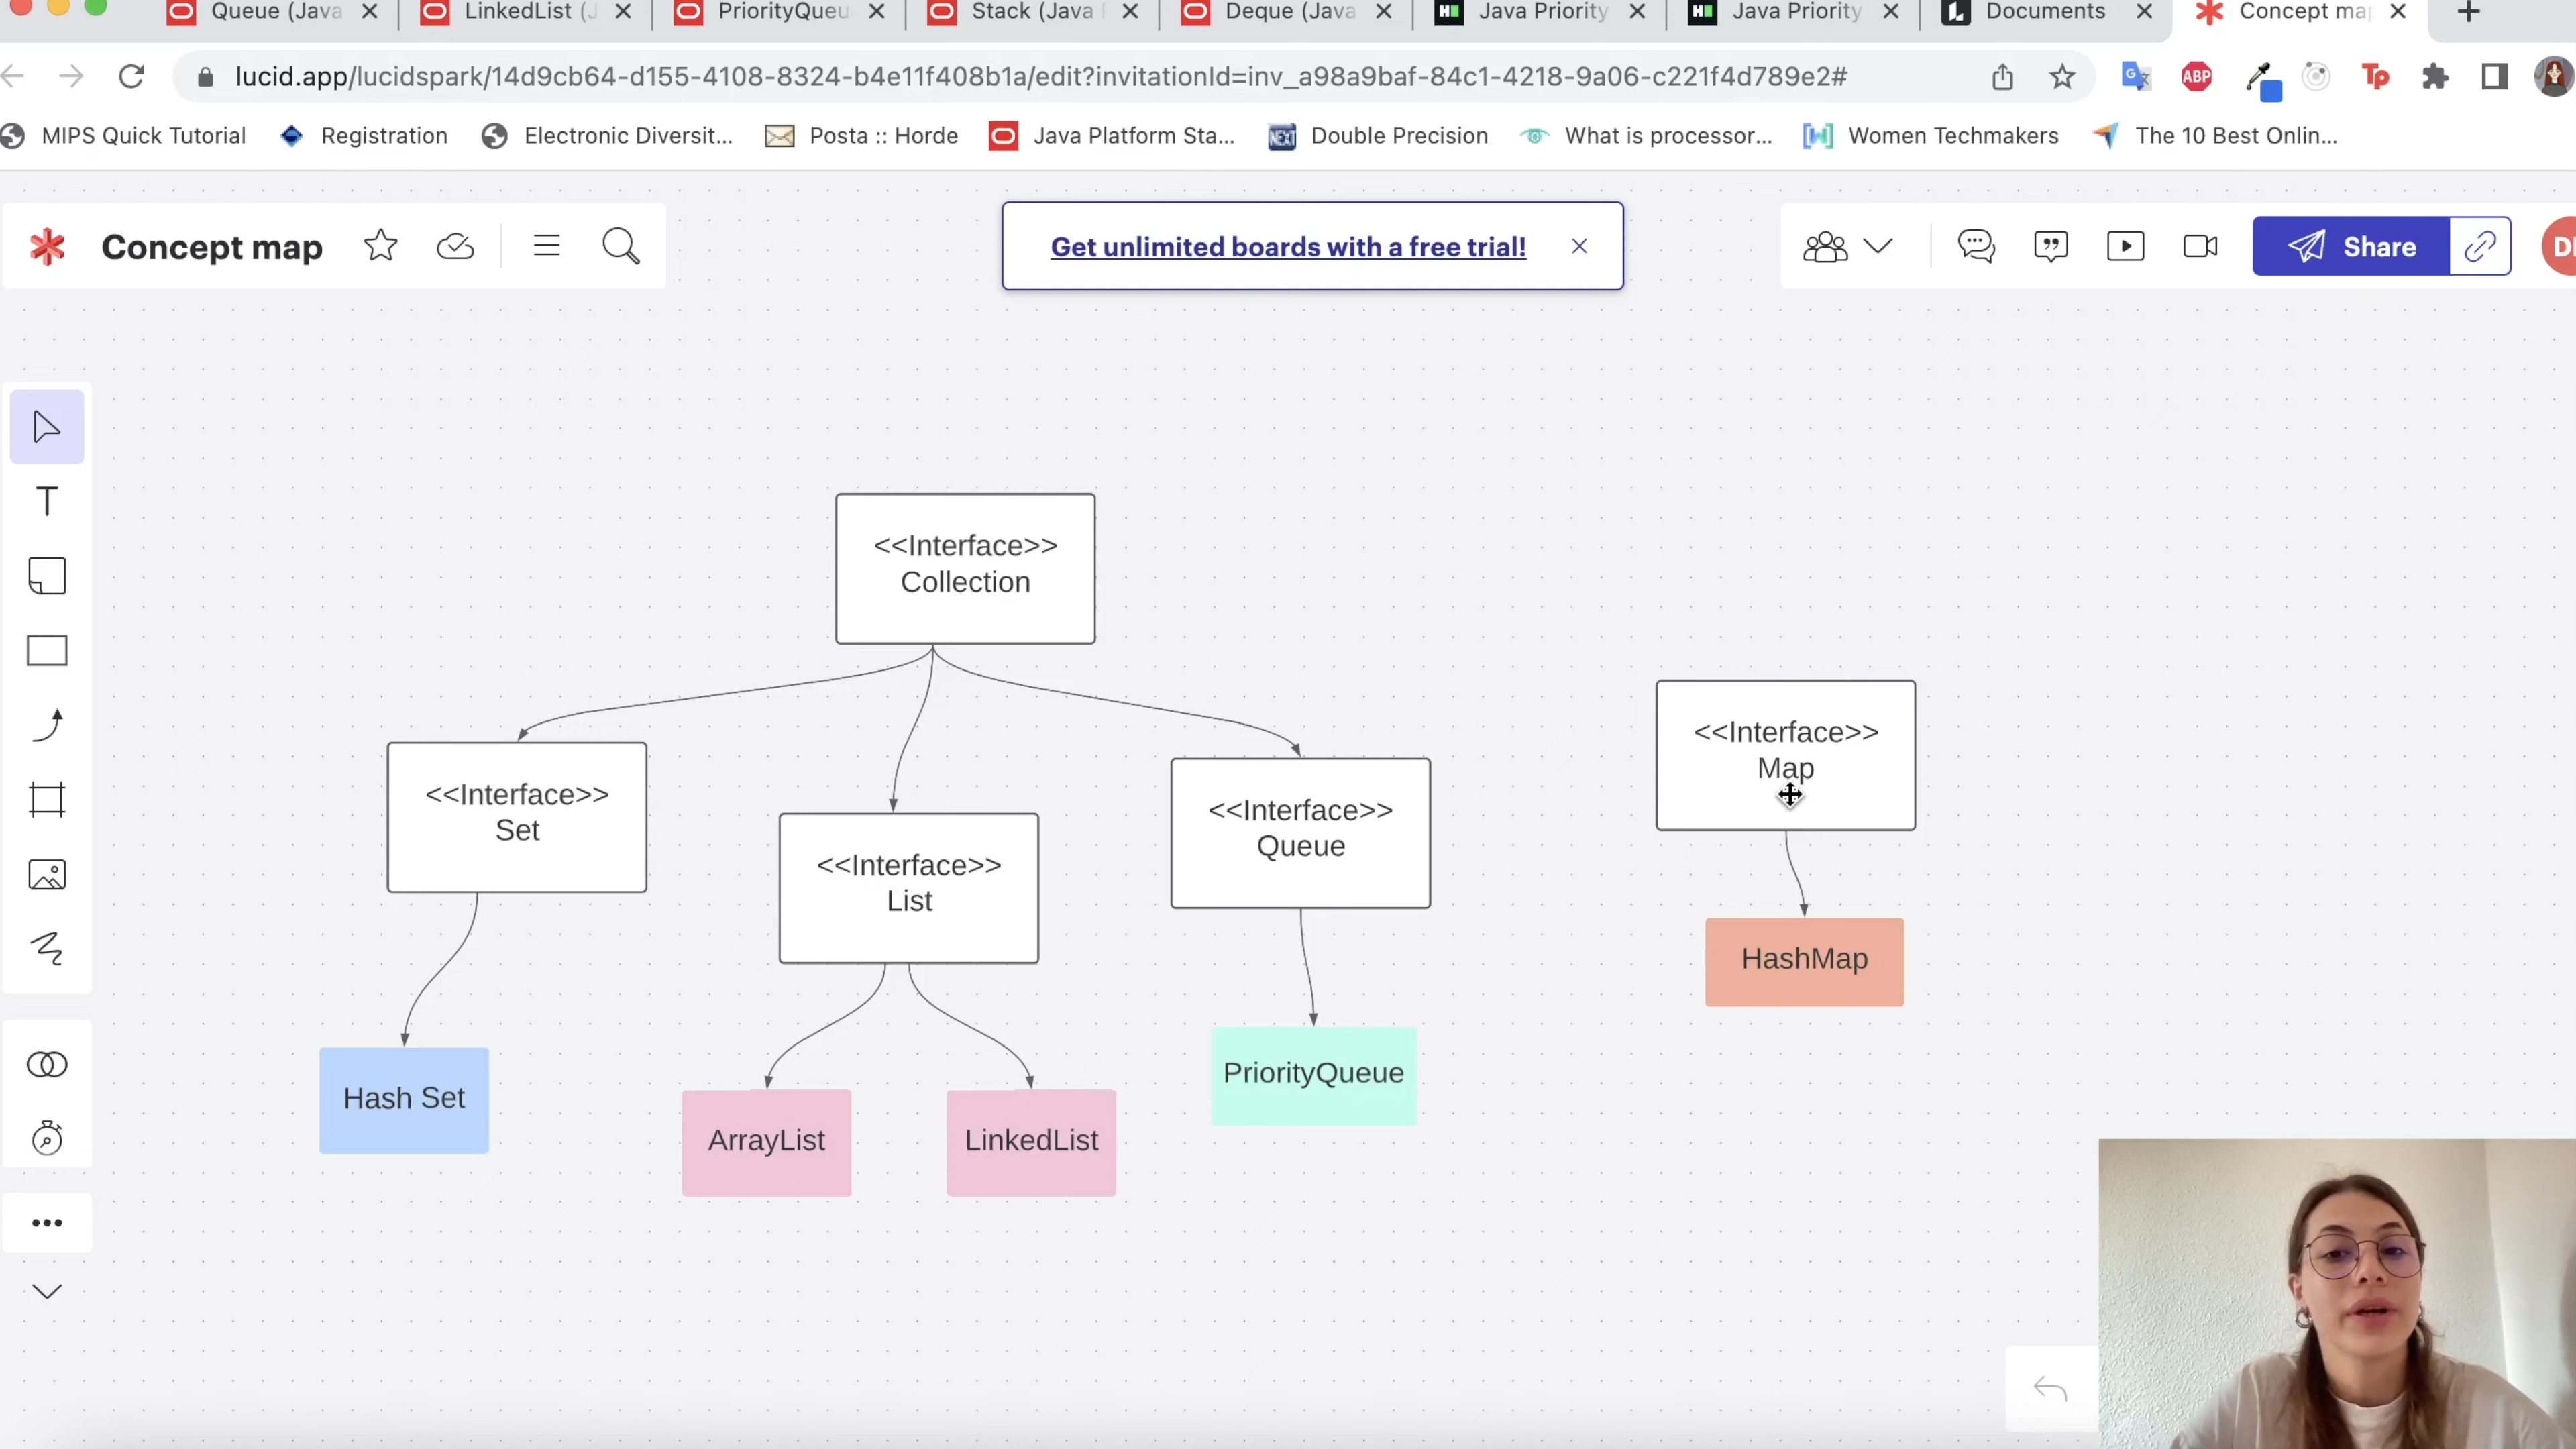 Queue (Java
LinkedList (J
PriorityQueu
Stack (Java
Deque (Java
Java Priority
Java Priority
Documents
Concept map
lucid.app/lucidspark/14d9cb64-d155-4108-8324-b4e11f408b1a/edit?invitationId=inv_a98a9baf-84c1-4218-9a06-c221f4d789e2#
ABP
MIPS Quick Tutorial
Registration
Electronic Diversit...
Posta :: Horde
Java Platform Sta...
NEXT
Double Precision
What is processor...
Women Techmakers
The 10 Best Onlin...
Concept map
Get unlimited boards with a free trial!
Share
<<Interface>>
Collection
<<Interface>>
Set
<<Interface>>
List
<<Interface>>
Queue
<<Interface>>
Map
HashMap
Hash Set
ArrayList
LinkedList
PriorityQueue